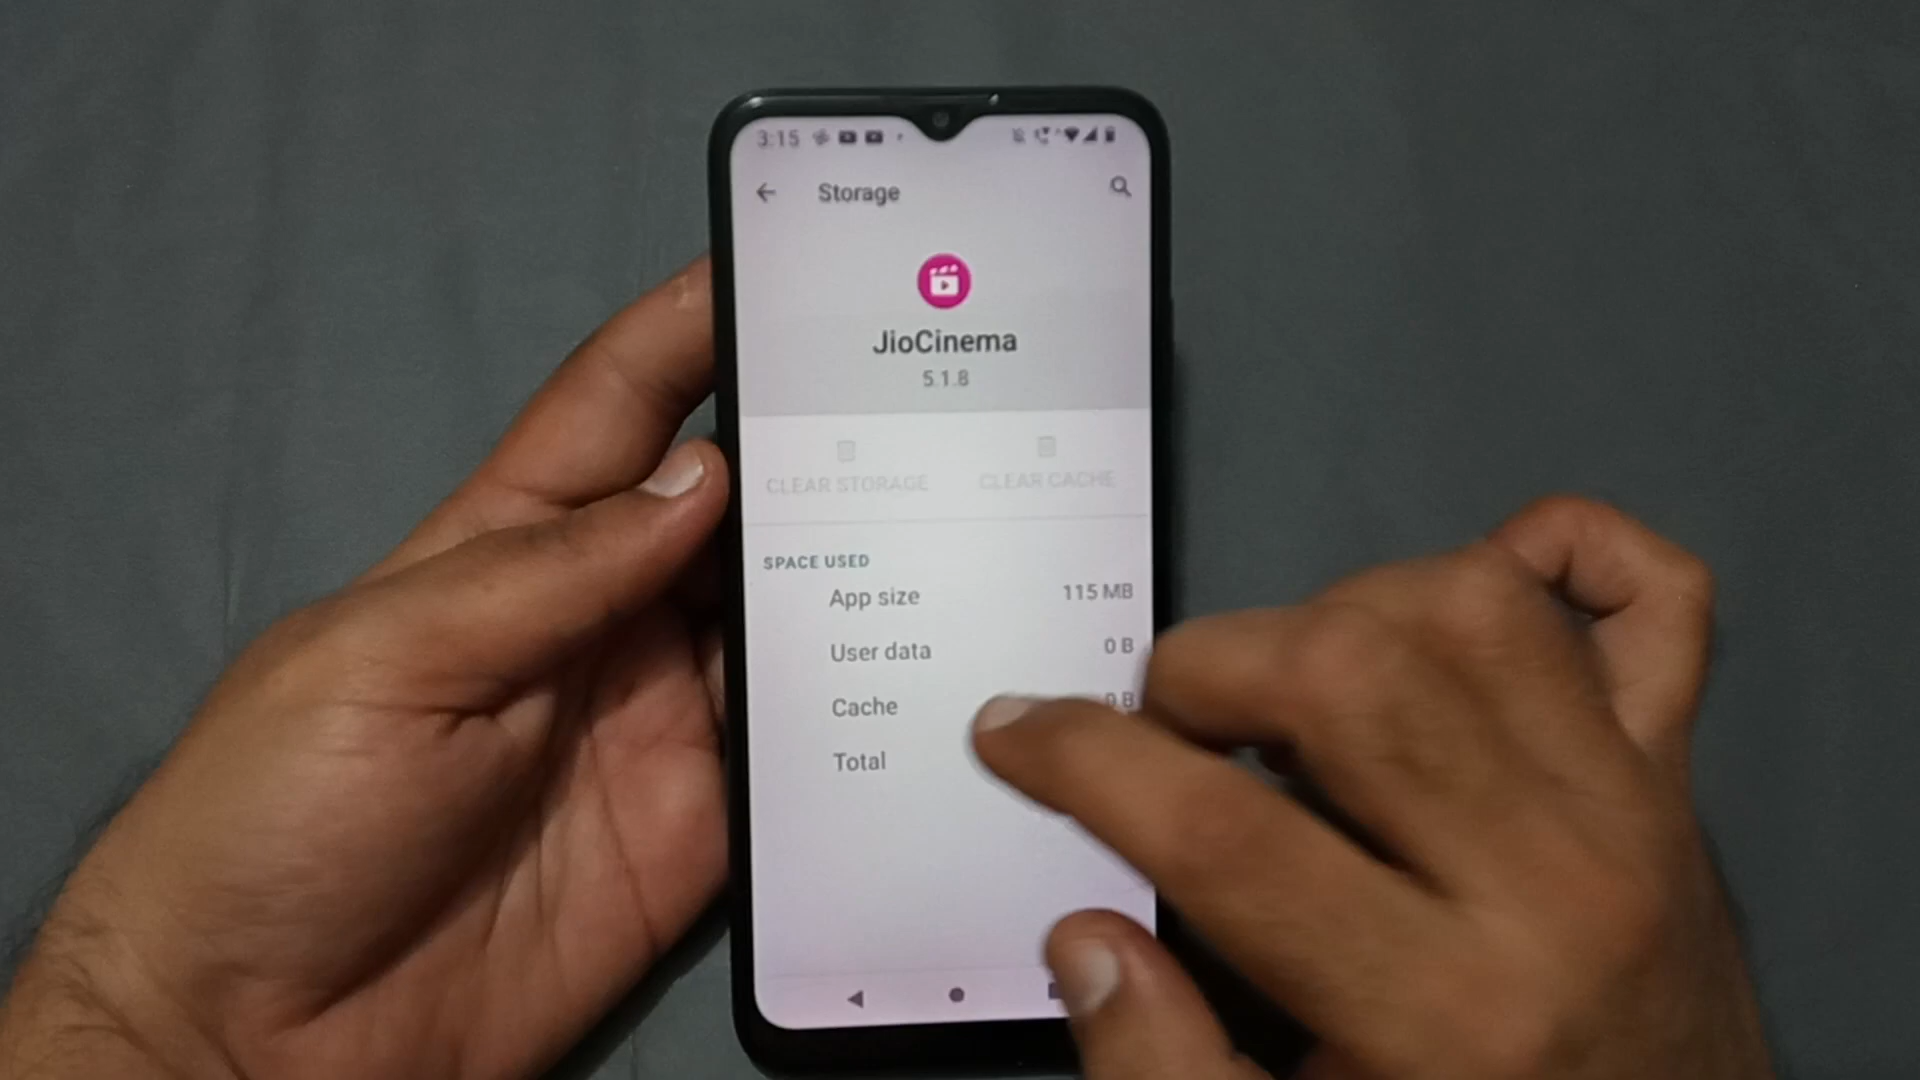 3:15
Storage
JioCinema
5.1.8
CLEAR STORAGE CLEAR CACHE
SPACE USED
App size 115 MB
User data 0 B
Cache 0 B
Total